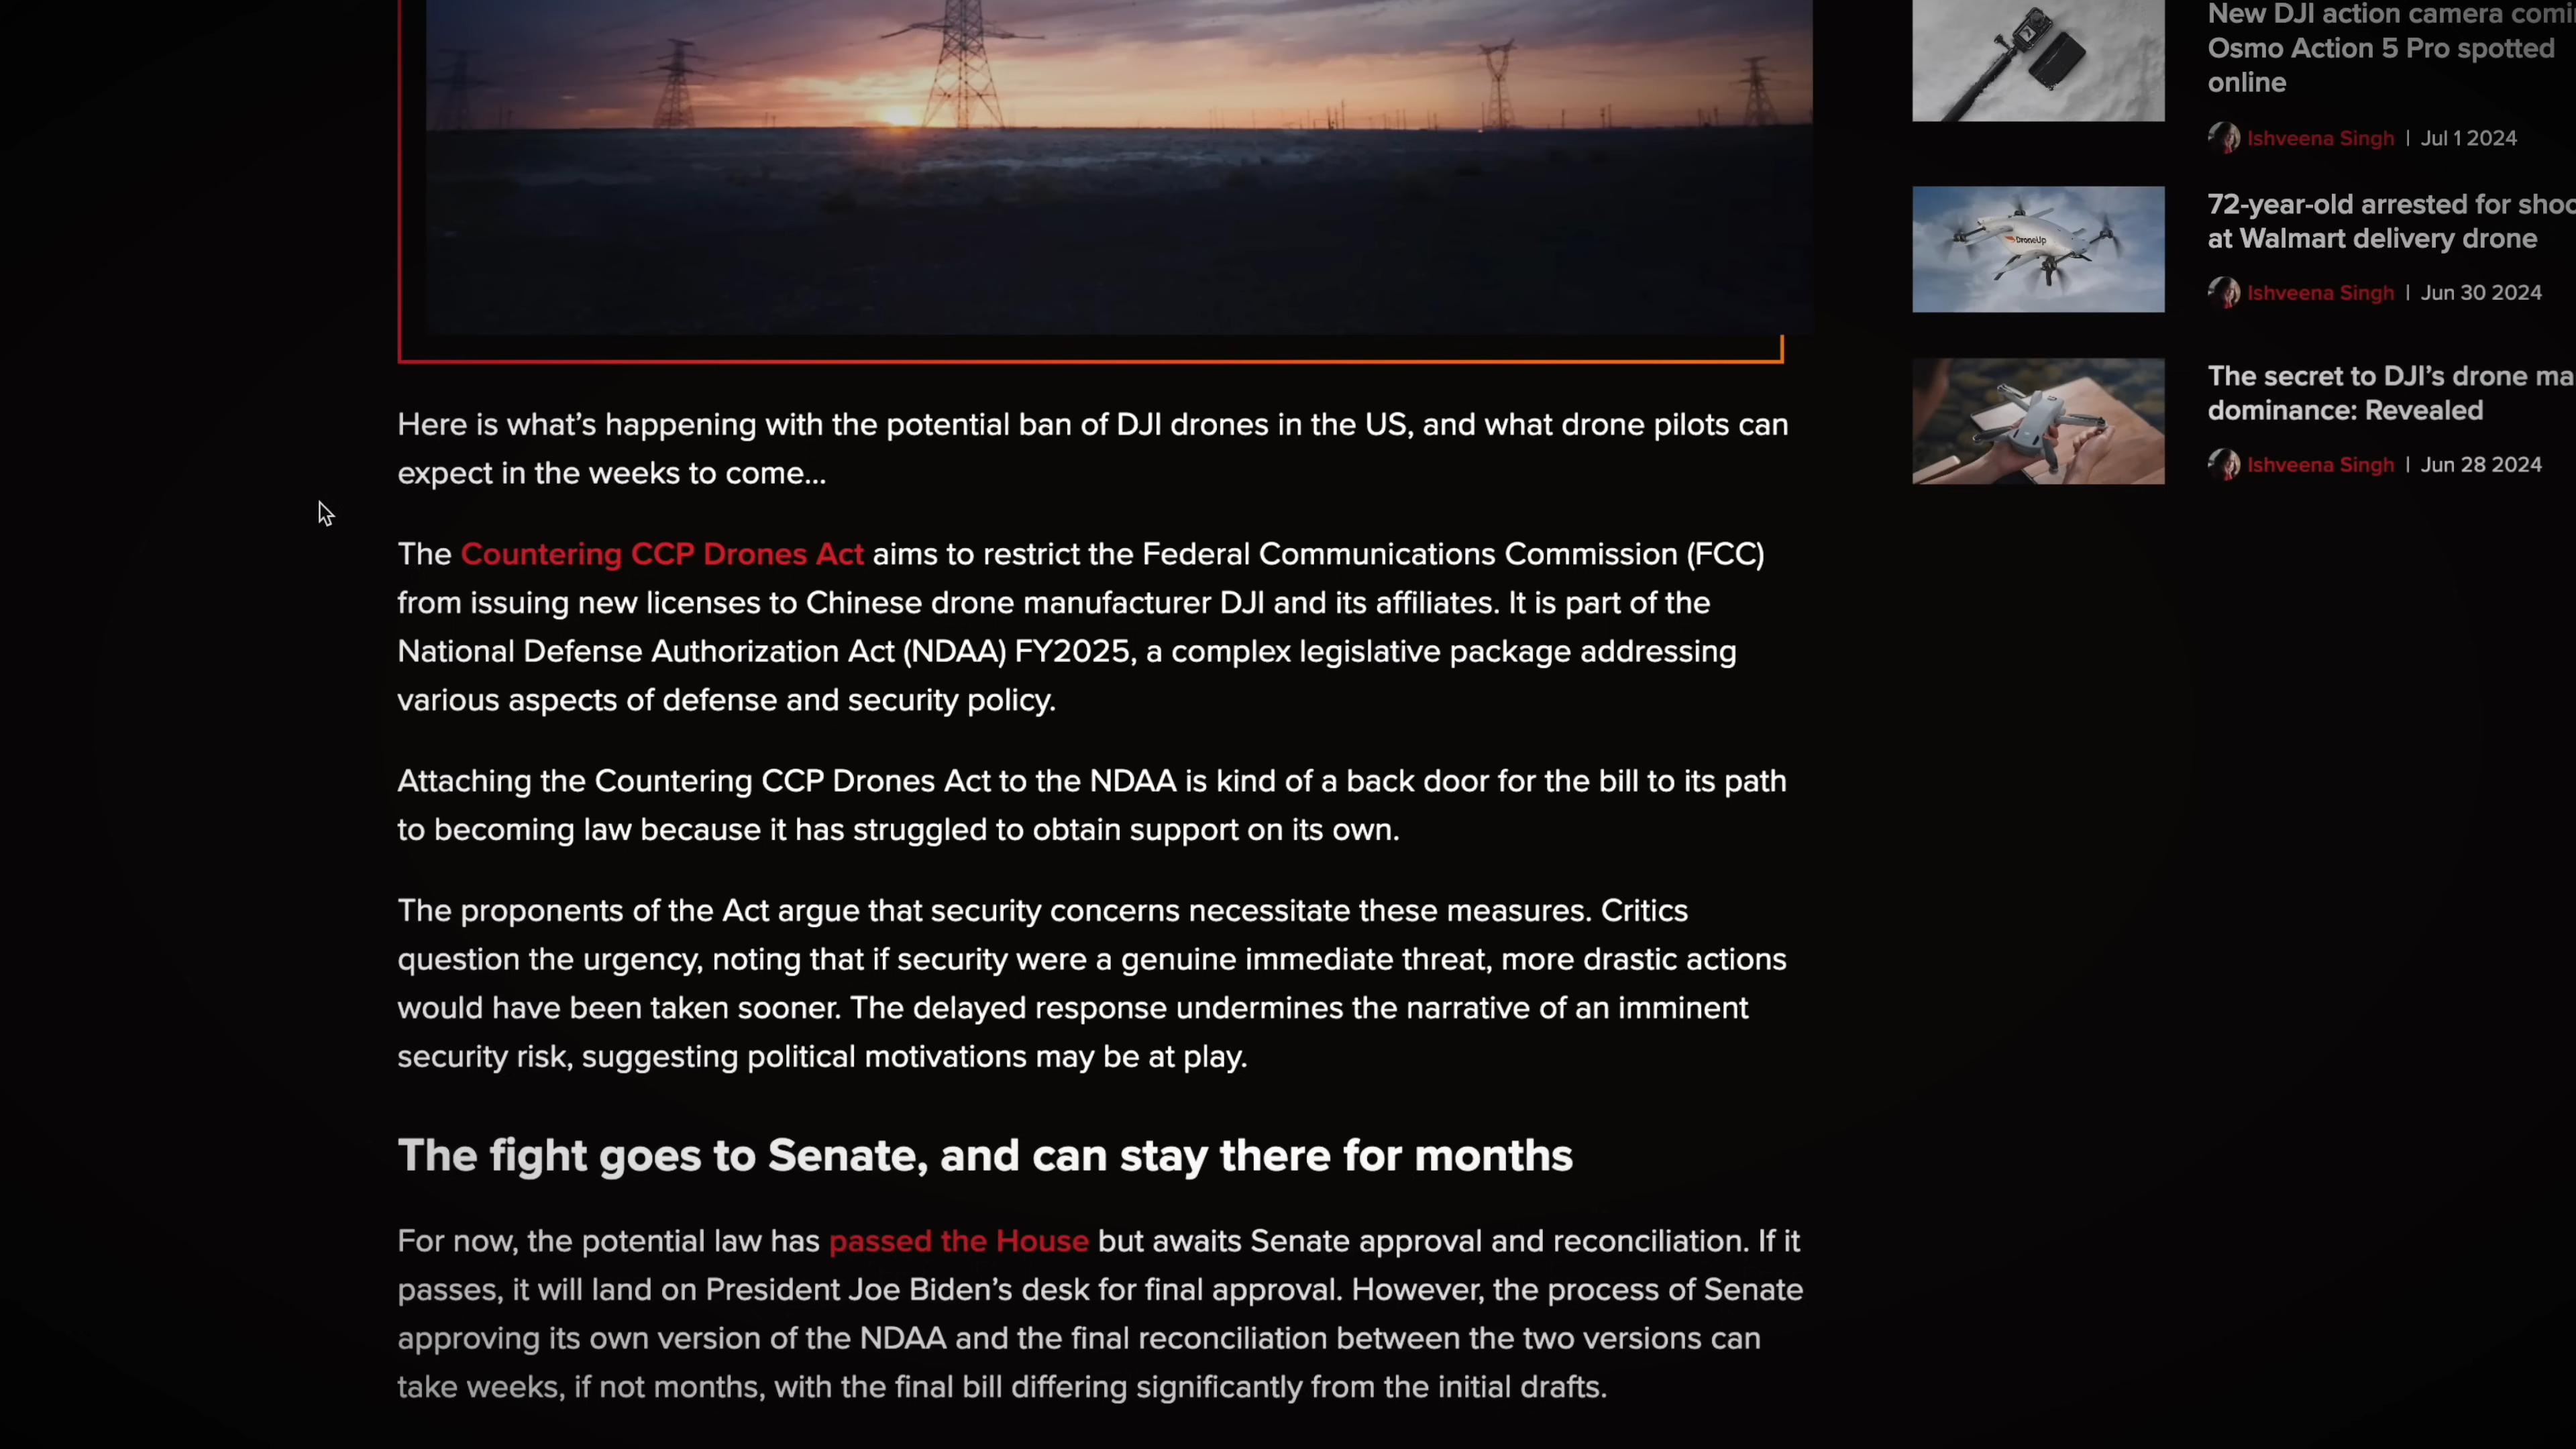 Here is what's happening with the potential ban of DJI drones in the US, and what drone pilots can
expect in the weeks to come...
The Countering CCP Drones Act aims to restrict the Federal Communications Commission (FCC)
from issuing new licenses to Chinese drone manufacturer DJI and its affiliates. It is part of the
National Defense Authorization Act (NDAA) FY2025, a complex legislative package addressing
various aspects of defense and security policy.
Attaching the Countering CCP Drones Act to the NDAA is kind of a back door for the bill to its path
to becoming law because it has struggled to obtain support on its own.
The proponents of the Act argue that security concerns necessitate these measures. Critics
question the urgency, noting that if security were a genuine immediate threat, more drastic actions
would have been taken sooner. The delayed response undermines the narrative of an imminent
security risk, suggesting political motivations may be at play.
The fight goes to Senate, and can stay there for months
For now, the potential law has passed the House but awaits Senate approval and reconciliation. If it
passes, it will land on President Joe Biden's desk for final approval. However, the process of Senate
approving its own version of the NDAA and the final reconciliation between the two versions can
take weeks, if not months, with the final bill differing significantly from the initial drafts.
New DJI action camera
Osmo Action 5 Pro spotted
online
Ishveena Singh | Jul 1 2024
DroneUp
72-year-old arrested for
at Walmart delivery drone
Ishveena Singh | Jun 30 2024
The secret to DJI's drone
dominance: Revealed
Ishveena Singh | Jun 28 2024